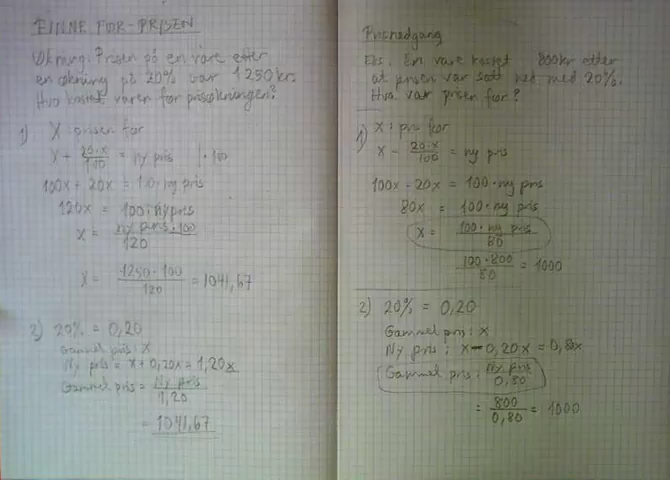 FINNE FØR-PRISEN
Økning: Prisen på en vare etter
en økning på 20% var 1250kr.
Hva kostet varen før prisøkningen?
1) X: prisen før
x + 20·x/100 = ny pris | · 100
100x + 20x = 100·ny pris
120x = 100·ny pris
x = ny pris · 100/120
x = 1250 · 100/120 = 1041,67
2) 20% = 0,20
Gammel pris: x
Ny pris = x + 0,20x = 1,20x
Gammel pris = Ny pris/1,20
= 1041,67
Prisnedgang
Eks: En vare kostet 800kr etter
at prisen var satt ned med 20%.
Hva var prisen før?
1) x: pris før
x - 20·x/100 = ny pris
100x - 20x = 100 · ny pris
80x = 100 · ny pris
x = 100 · ny pris/80
100 · 800/80 = 1000
2) 20% = 0,20
Gammel pris: x
Ny pris: x - 0,20x = 0,80x
Gammel pris: Ny pris/0,80
= 800/0,80 = 1000